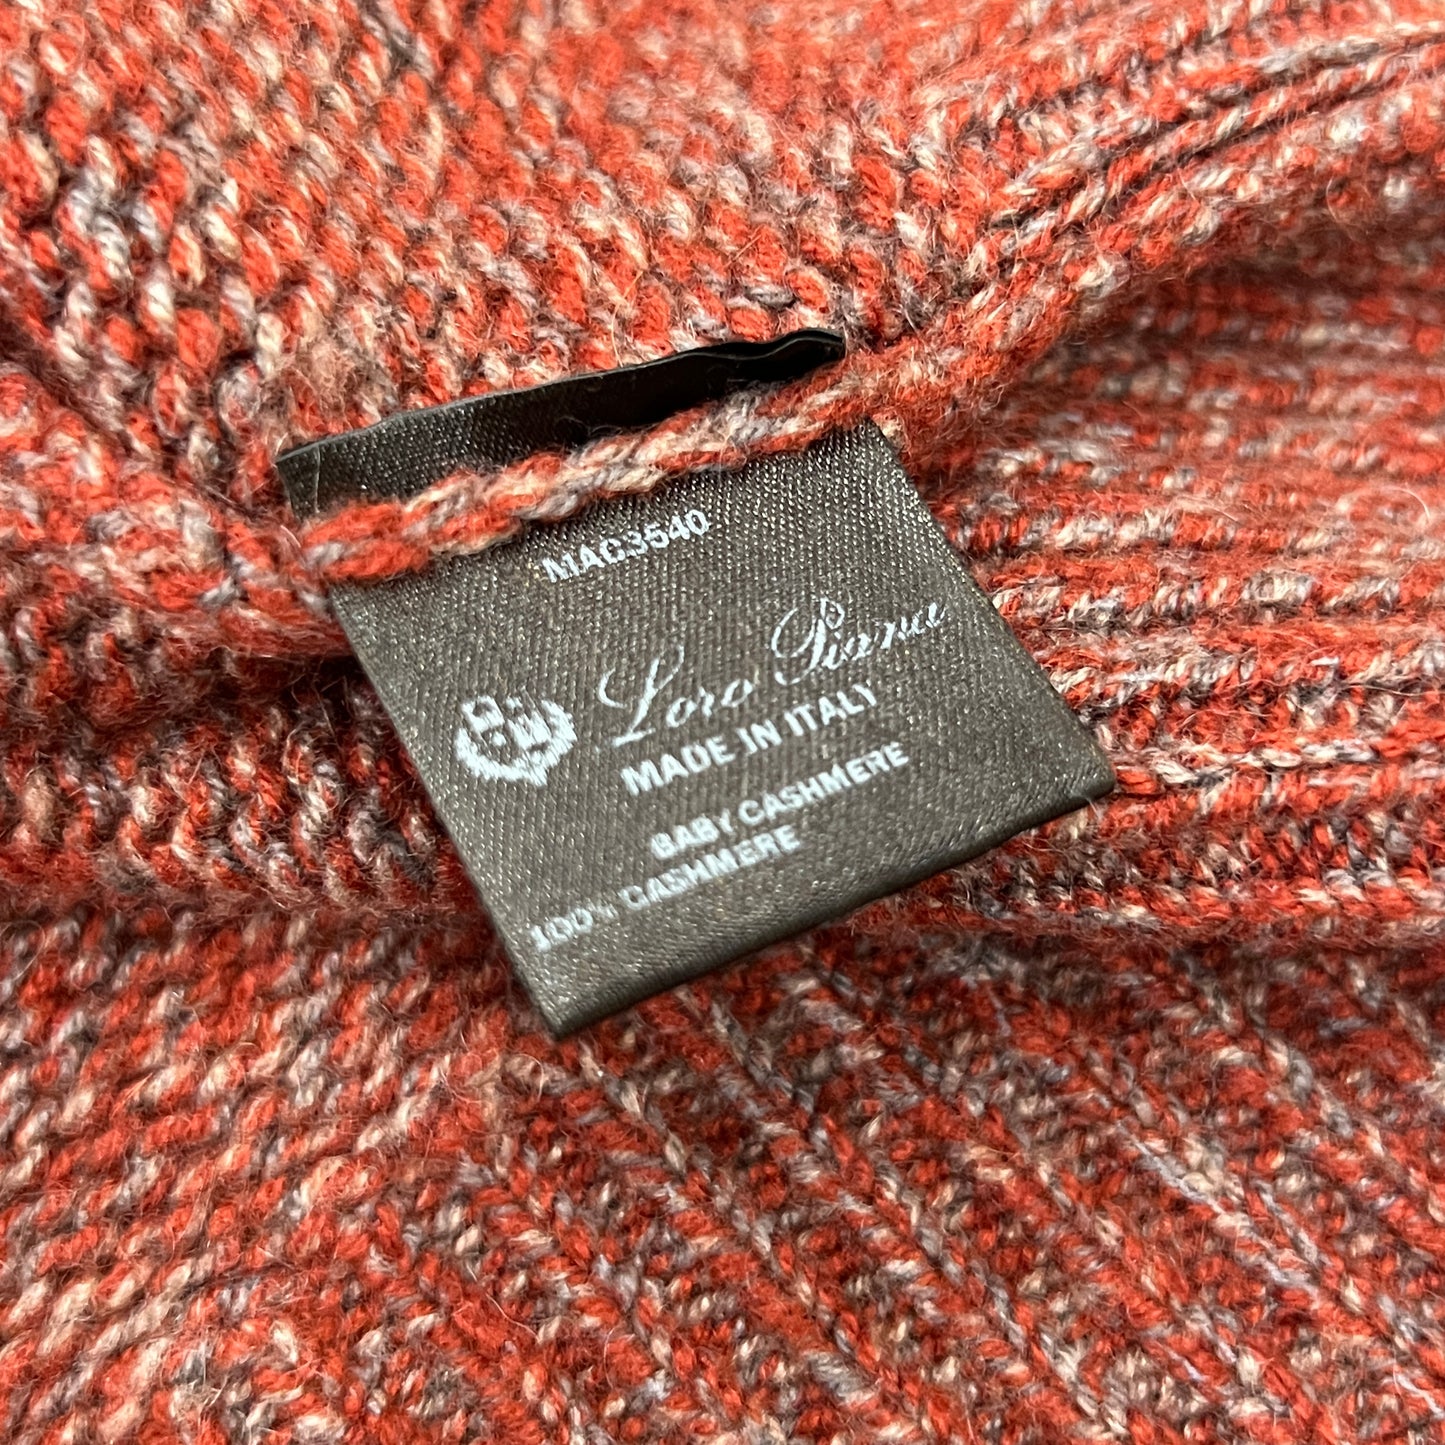 MAC3540
Loro Piana
MADE IN ITALY
BABY CASHMERE
100% CASHMERE